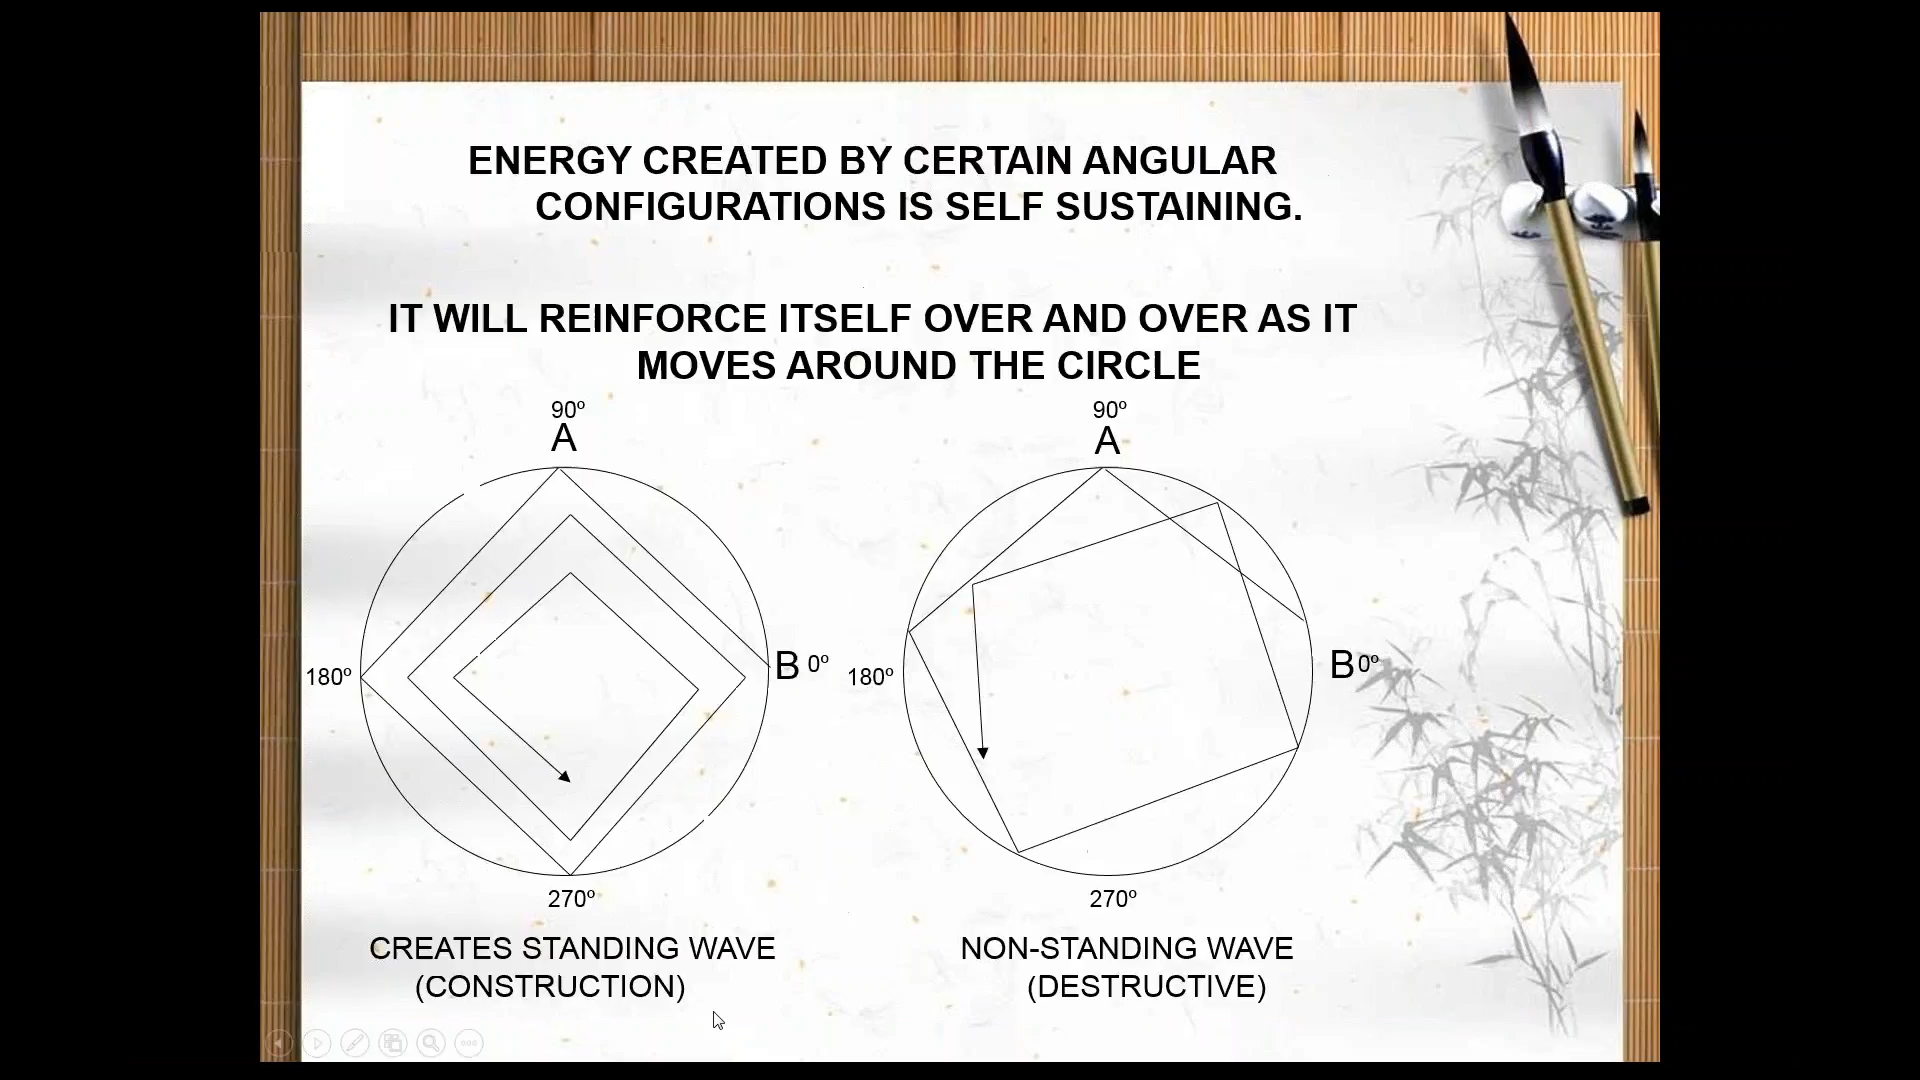 ENERGY CREATED BY CERTAIN ANGULAR
CONFIGURATIONS IS SELF SUSTAINING.
IT WILL REINFORCE ITSELF OVER AND OVER AS IT
MOVES AROUND THE CIRCLE
90º
A
180º
B 0º
270º
CREATES STANDING WAVE
(CONSTRUCTION)
90º
A
180º
B 0º
270º
NON-STANDING WAVE
(DESTRUCTIVE)